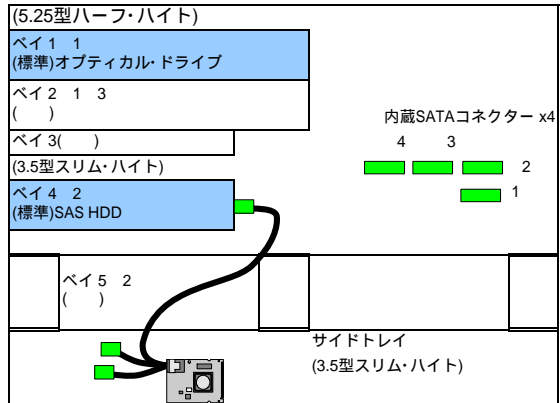 (5.25型ハーフ・ハイト)
ベイ 1 1
(標準)オプティカル・ドライブ
ベイ 2 1 3
( )
ベイ 3( )
(3.5型スリム・ハイト)
ベイ 4 2
(標準)SAS HDD
内蔵SATAコネクター x4
4 3
2
1
ベイ 5 2
( )
サイドトレイ
(3.5型スリム・ハイト)